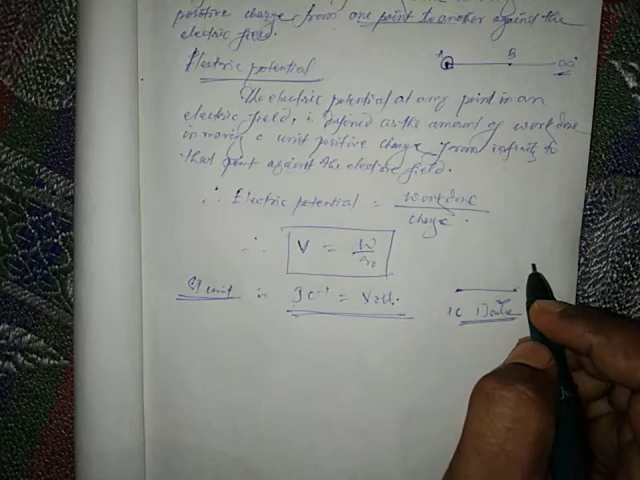 positive charge from one point to another against the
electric field.
A B ∞
Electric potential
The electric potential at any point in an
electric field, is defined as the amount of work done
in moving a unit positive charge from infinity to
that point against the electric field.
∴ Electric potential = work done / charge.
∴ V = W / q₀
SI unit is JC⁻¹ = Volt.
1C 1 Joule